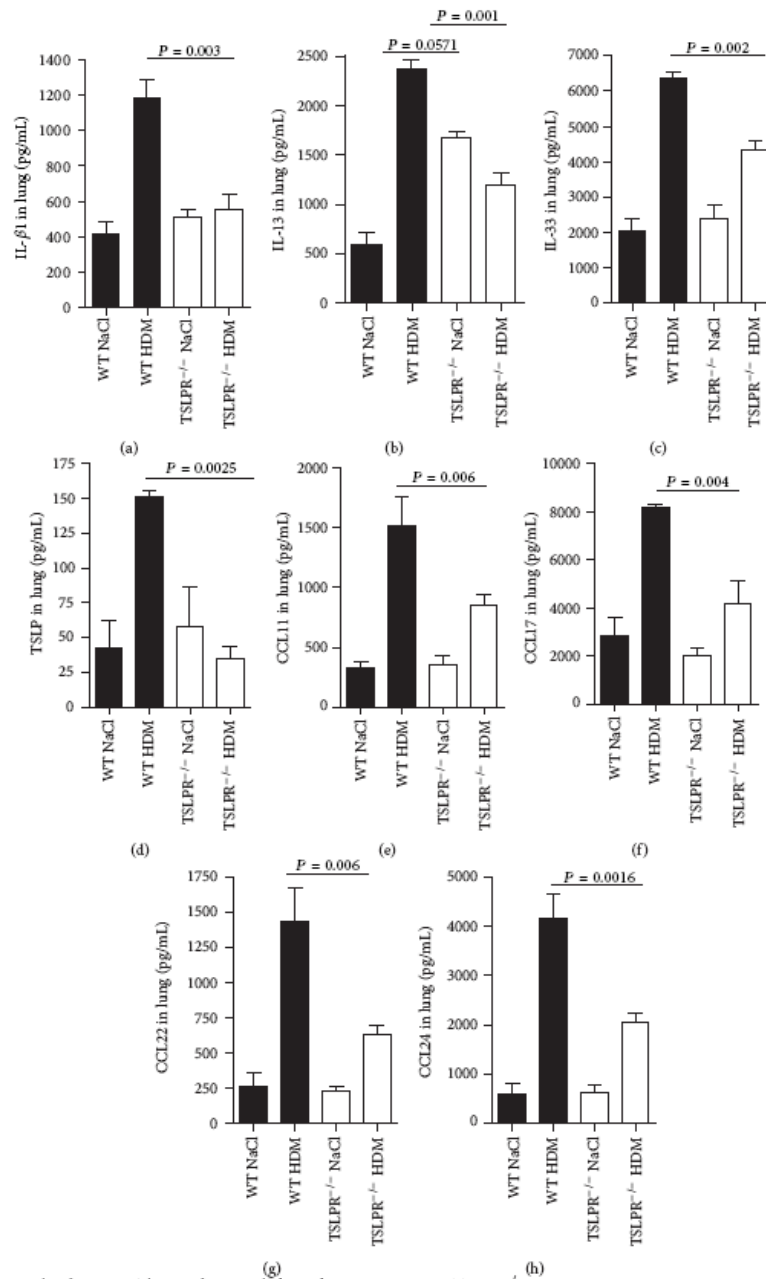 P = 0.003
IL-β1 in lung (pg/mL)
1400
1200
1000
800
600
400
200
0
WT NaCl
WT HDM
TSLPR−/− NaCl
TSLPR−/− HDM
(a)
P = 0.001
P = 0.0571
IL-13 in lung (pg/mL)
2500
2000
1500
1000
500
0
WT NaCl
WT HDM
TSLPR−/− NaCl
TSLPR−/− HDM
(b)
P = 0.002
IL-33 in lung (pg/mL)
7000
6000
5000
4000
3000
2000
1000
0
WT NaCl
WT HDM
TSLPR−/− NaCl
TSLPR−/− HDM
(c)
P = 0.0025
TSLP in lung (pg/mL)
175
150
125
100
75
50
25
0
WT NaCl
WT HDM
TSLPR−/− NaCl
TSLPR−/− HDM
(d)
P = 0.006
CCL11 in lung (pg/mL)
2000
1500
1000
500
0
WT NaCl
WT HDM
TSLPR−/− NaCl
TSLPR−/− HDM
(e)
P = 0.004
CCL17 in lung (pg/mL)
10000
8000
6000
4000
2000
0
WT NaCl
WT HDM
TSLPR−/− NaCl
TSLPR−/− HDM
(f)
P = 0.006
CCL22 in lung (pg/mL)
1750
1500
1250
1000
750
500
250
0
WT NaCl
WT HDM
TSLPR−/− NaCl
TSLPR−/− HDM
(g)
P = 0.0016
CCL24 in lung (pg/mL)
5000
4000
3000
2000
1000
0
WT NaCl
WT HDM
TSLPR−/− NaCl
TSLPR−/− HDM
(h)